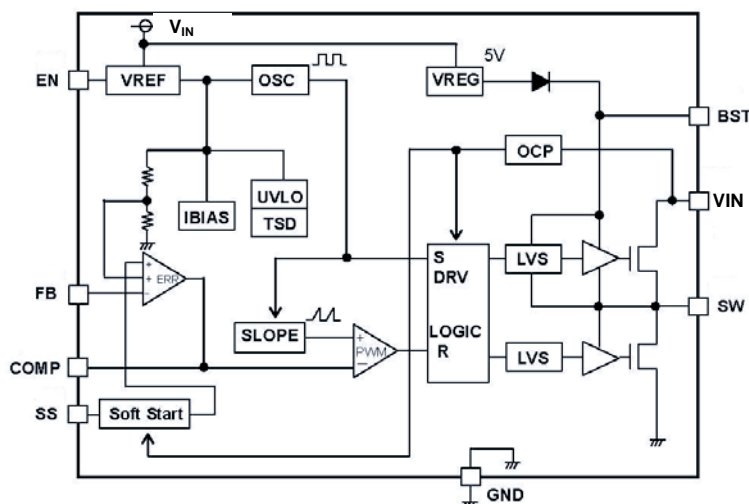 V_IN
EN
VREF
OSC
VREG
5V
BST
OCP
VIN
IBIAS
UVLO
TSD
S
DRV
LVS
+
+
-
ERR
FB
SW
SLOPE
+
-
PWM
LOGIC
R
LVS
COMP
SS
Soft Start
GND